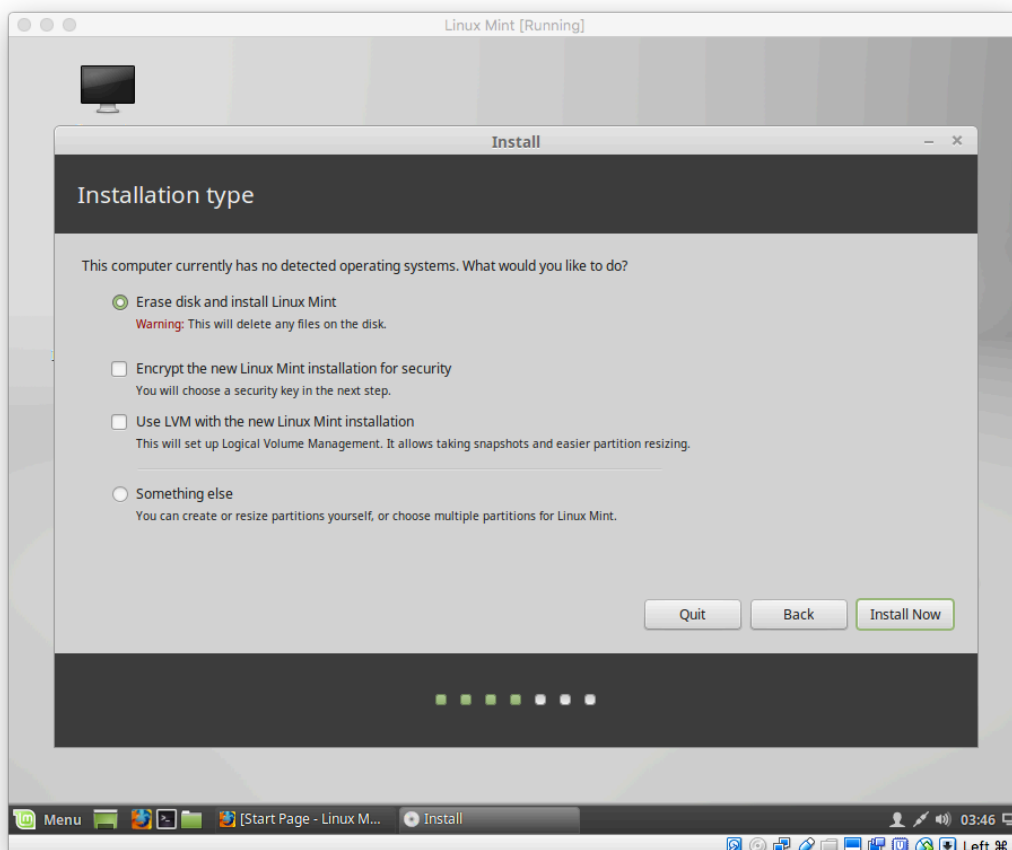 Linux Mint [Running]
Install
Installation type
This computer currently has no detected operating systems. What would you like to do?
Erase disk and install Linux Mint
Warning: This will delete any files on the disk.
Encrypt the new Linux Mint installation for security
You will choose a security key in the next step.
Use LVM with the new Linux Mint installation
This will set up Logical Volume Management. It allows taking snapshots and easier partition resizing.
Something else
You can create or resize partitions yourself, or choose multiple partitions for Linux Mint.
Quit Back Install Now
Menu [Start Page - Linux M... Install 03:46
Left ⌘